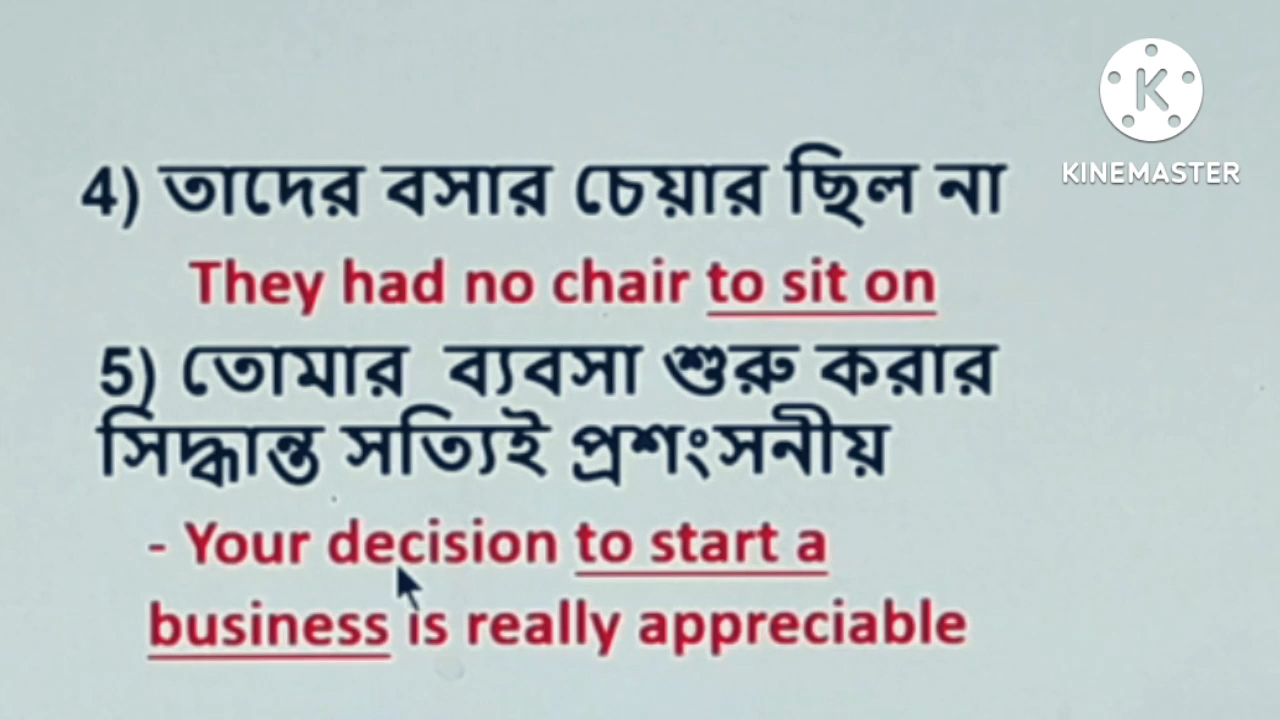 KINEMASTER
4) তাদের বসার চেয়ার ছিল না
They had no chair to sit on
5) তোমার ব্যবসা শুরু করার
সিদ্ধান্ত সত্যিই প্রশংসনীয়
- Your decision to start a
business is really appreciable